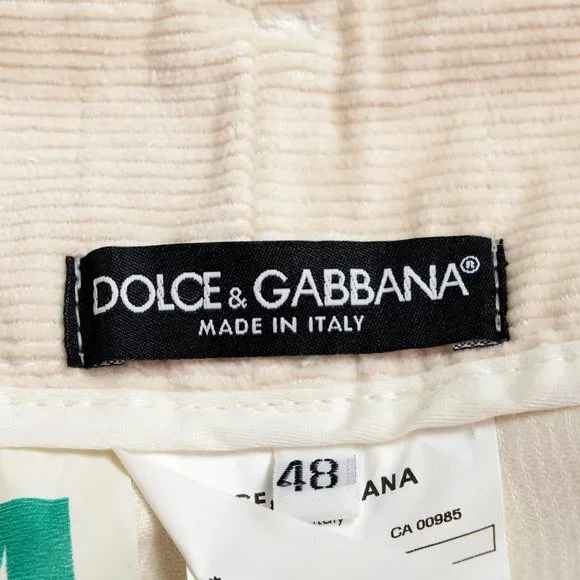 DOLCE & GABBANA®
MADE IN ITALY
48
ANA
CA 00985